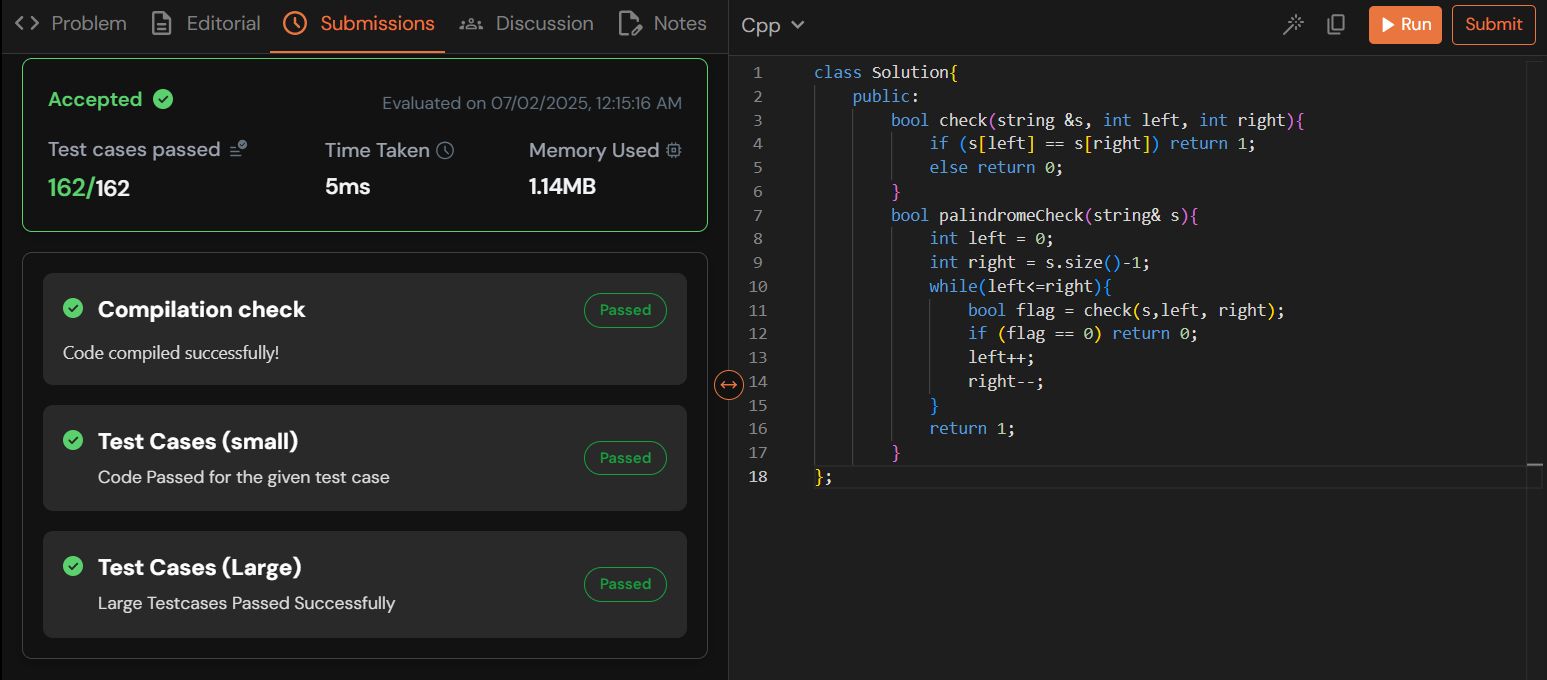 Problem Editorial Submissions Discussion Notes
Accepted
Evaluated on 07/02/2025, 12:15:16 AM
Test cases passed Time Taken Memory Used
162/162 5ms 1.14MB
Compilation check Passed
Code compiled successfully!
Test Cases (small) Passed
Code Passed for the given test case
Test Cases (Large) Passed
Large Testcases Passed Successfully
Cpp Run Submit
1 class Solution{
2 public:
3 bool check(string &s, int left, int right){
4 if (s[left] == s[right]) return 1;
5 else return 0;
6 }
7 bool palindromeCheck(string& s){
8 int left = 0;
9 int right = s.size()-1;
10 while(left<=right){
11 bool flag = check(s,left, right);
12 if (flag == 0) return 0;
13 left++;
14 right--;
15 }
16 return 1;
17 }
18 };